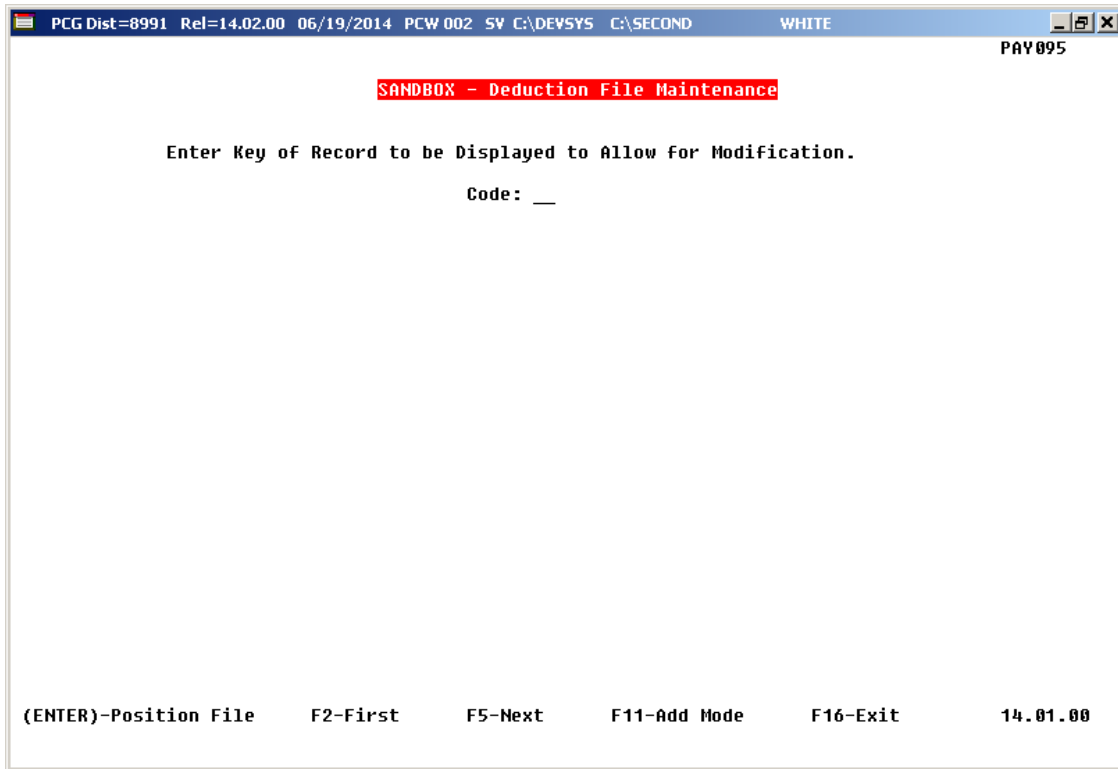 PCG Dist=8991 Rel=14.02.00 06/19/2014 PCW 002 SV C:\DEVSYS C:\SECOND WHITE
PAY095
SANDBOX - Deduction File Maintenance
Enter Key of Record to be Displayed to Allow for Modification.
Code: __
(ENTER)-Position File F2-First F5-Next F11-Add Mode F16-Exit 14.01.00